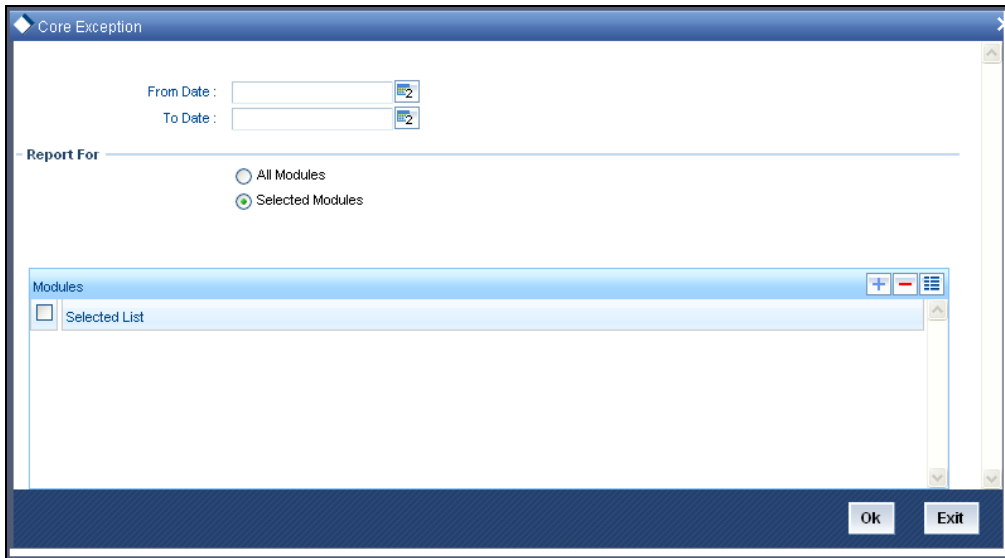 Core Exception
From Date :
To Date :
Report For
All Modules
Selected Modules
Modules
Selected List
Ok Exit